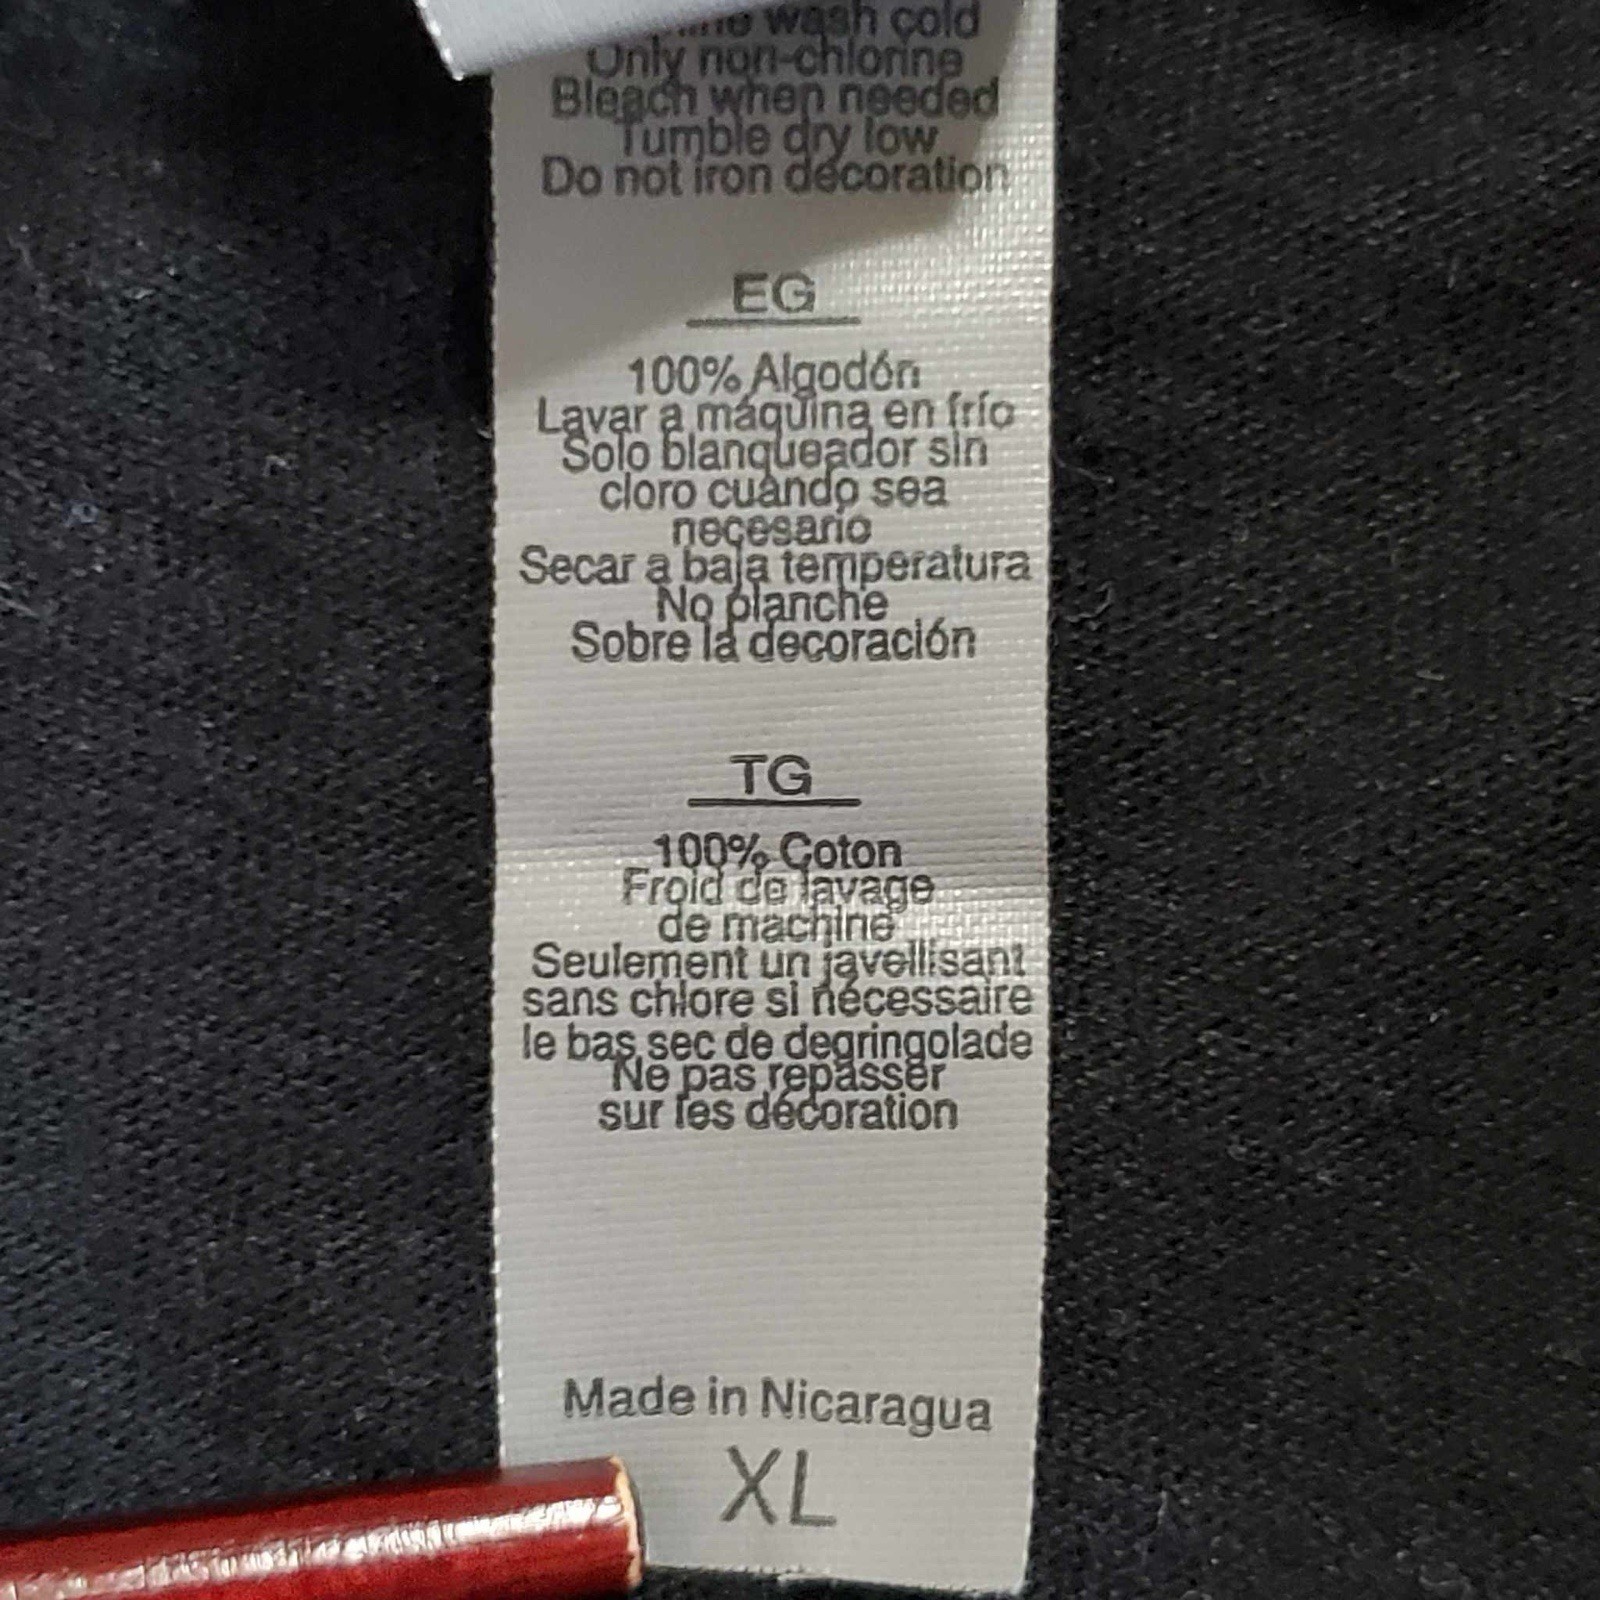 wash cold
Only non-chlorine
Bleach when needed
Tumble dry low
Do not iron decoration
EG
100% Algodón
Lavar a máquina en frío
Solo blanqueador sin
cloro cuando sea
necesario
Secar a baja temperatura
No planche
Sobre la decoración
TG
100% Coton
Froid de lavage
de machine
Seulement un javellisant
sans chlore si nécessaire
le bas sec de degringolade
Ne pas repasser
sur les décoration
Made in Nicaragua
XL